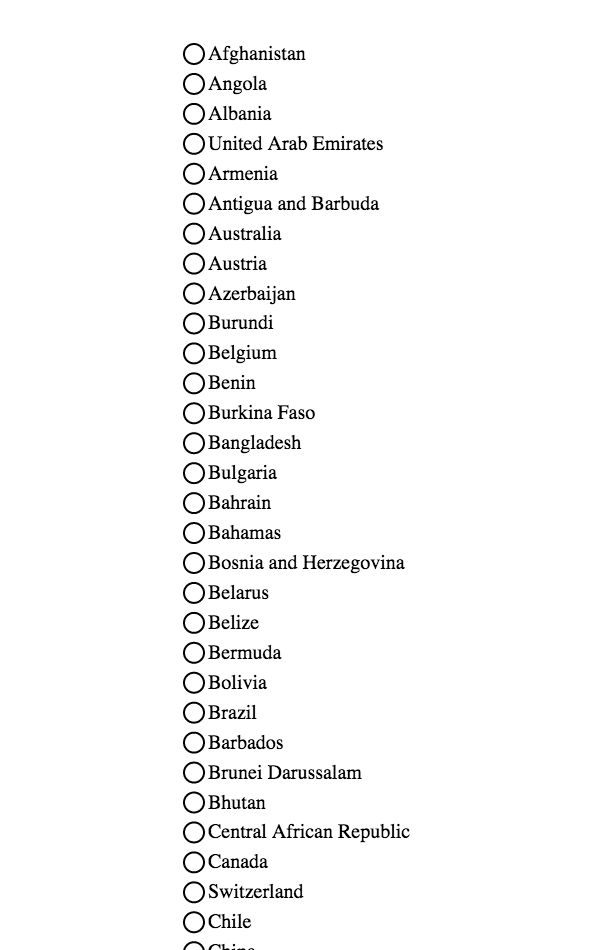 Afghanistan
Angola
Albania
United Arab Emirates
Armenia
Antigua and Barbuda
Australia
Austria
Azerbaijan
Burundi
Belgium
Benin
Burkina Faso
Bangladesh
Bulgaria
Bahrain
Bahamas
Bosnia and Herzegovina
Belarus
Belize
Bermuda
Bolivia
Brazil
Barbados
Brunei Darussalam
Bhutan
Central African Republic
Canada
Switzerland
Chile
China